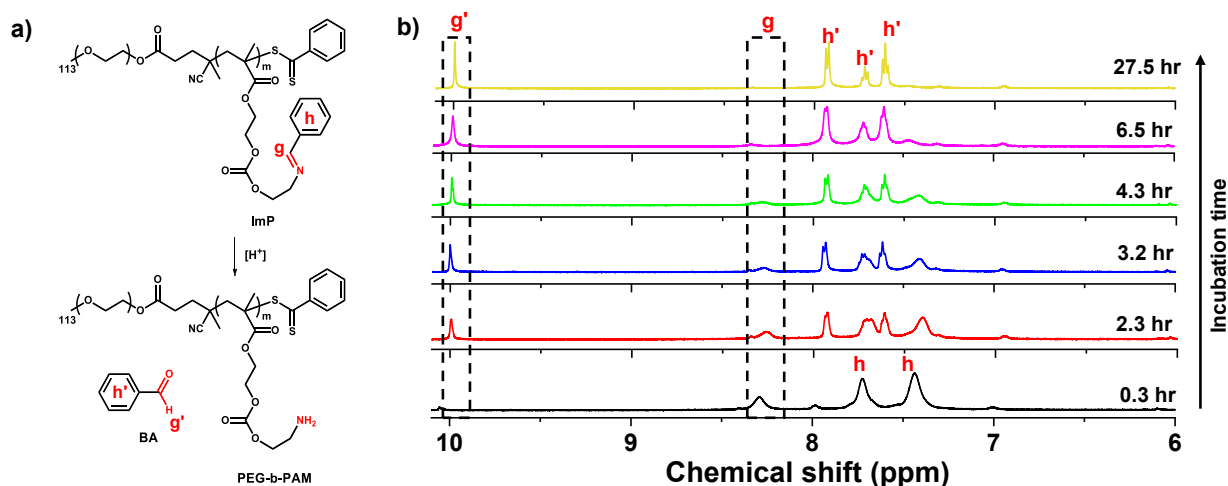 a)
113
O
O
O
NC
m
S
S
O
O
O
O
O
O
N
g
h
ImP
[H⁺]
113
O
O
O
NC
m
S
S
O
O
O
O
O
O
NH₂
h'
O
H
g'
BA
PEG-b-PAM
b)
g'
g
h'
h'
h'
27.5 hr
6.5 hr
4.3 hr
3.2 hr
2.3 hr
h
h
0.3 hr
10
9
8
7
6
Chemical shift (ppm)
Incubation time